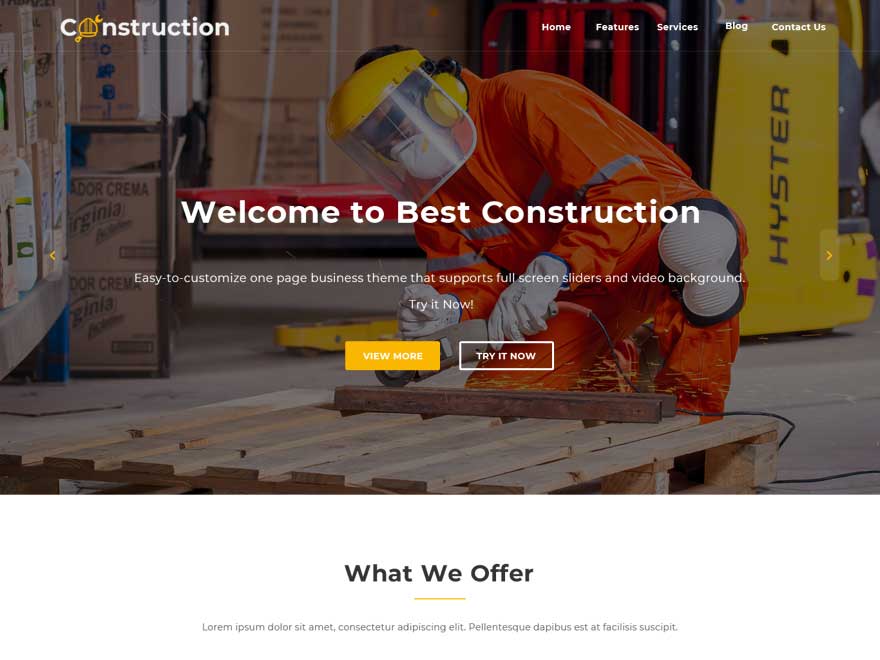 Construction
Home Features Services Blog Contact Us
HYSTER
ADOR CREMA
irginia
Welcome to Best Construction
Easy-to-customize one page business theme that supports full screen sliders and video background.
Try it Now!
VIEW MORE TRY IT NOW
What We Offer
Lorem ipsum dolor sit amet, consectetur adipiscing elit. Pellentesque dapibus est at facilisis suscipit.